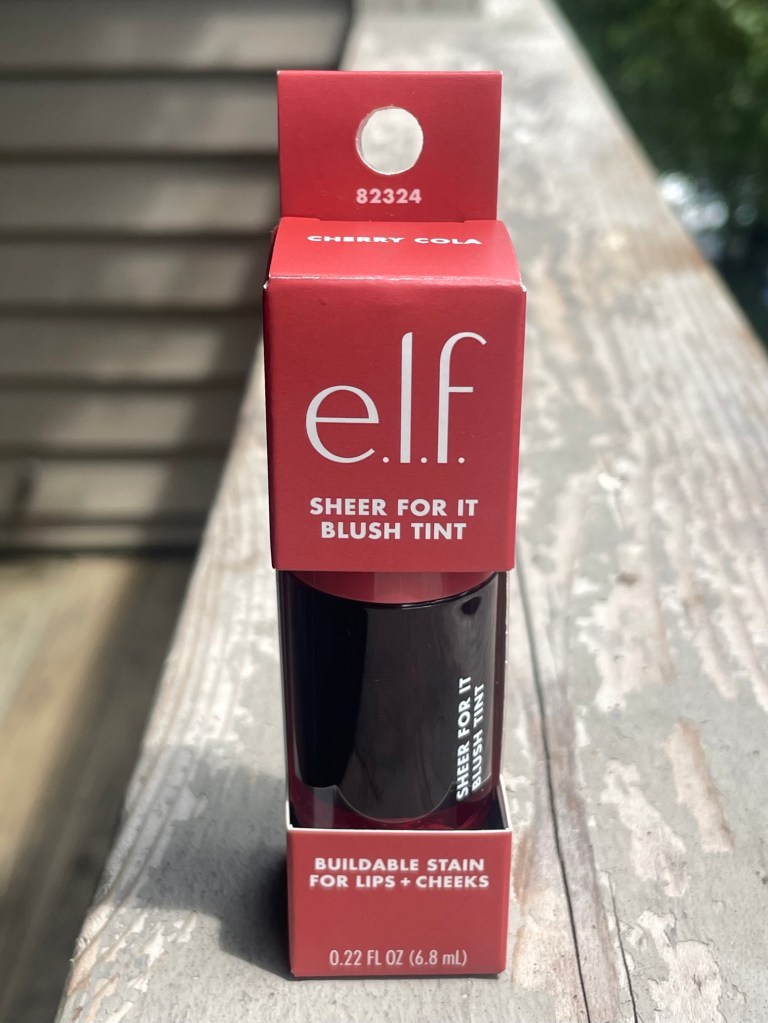 82324
CHERRY COLA
e.l.f.
SHEER FOR IT
BLUSH TINT
SHEER FOR IT
BLUSH TINT
BUILDABLE STAIN
FOR LIPS + CHEEKS
0.22 FL OZ (6.8 mL)